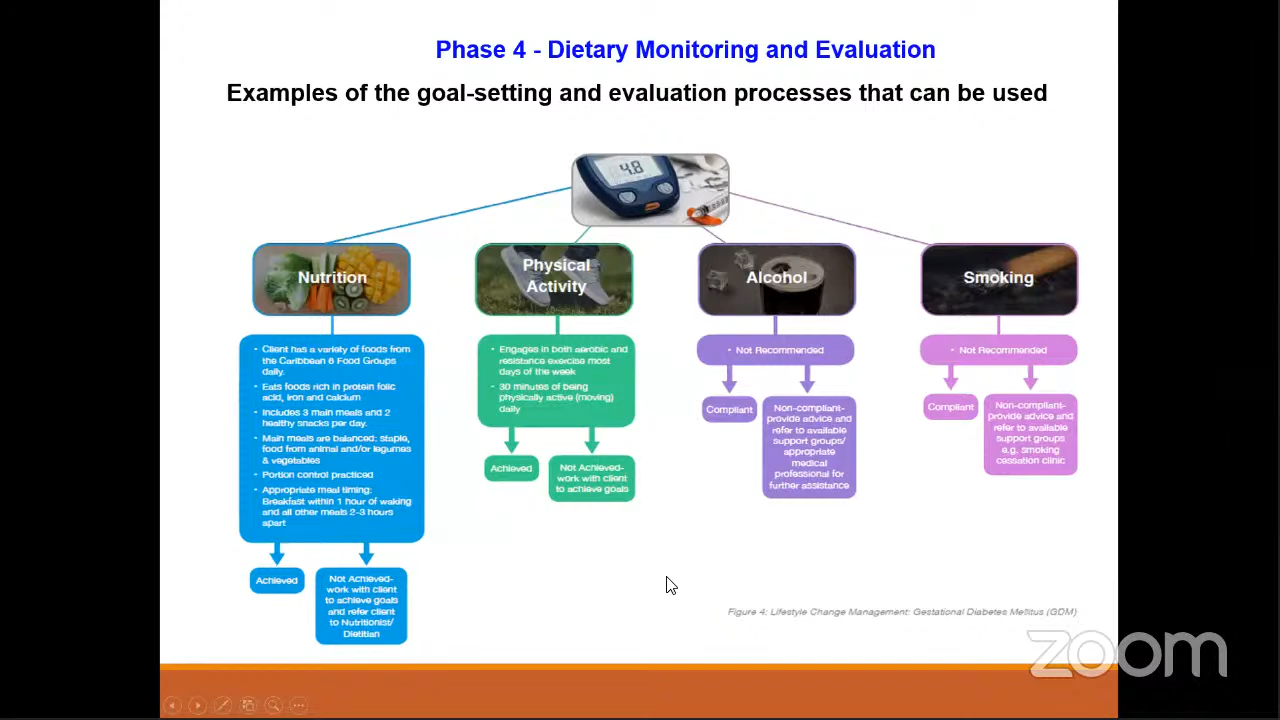 Phase 4 - Dietary Monitoring and Evaluation
Examples of the goal-setting and evaluation processes that can be used
4.8
Nutrition
• Client has a variety of foods from
the Caribbean 6 Food Groups
daily.
• Eats foods rich in protein folic
acid, iron and calcium
• Includes 3 main meals and 2
healthy snacks per day.
• Main meals are balanced: staple,
food from animal and/or legumes
& vegetables
• Portion control practiced
• Appropriate meal timing:
Breakfast within 1 hour of waking
and all other meals 2-3 hours
apart
Achieved
Not Achieved-
work with client
to achieve goals
and refer client
to Nutritionist/
Dietitian
Physical
Activity
• Engages in both aerobic and
resistance exercise most
days of the week
• 30 minutes of being
physically active (moving)
daily
Achieved
Not Achieved-
work with client
to achieve goals
Alcohol
• Not Recommended
Compliant
Non-compliant-
provide advice and
refer to available
support groups/
appropriate
medical
professional for
further assistance
Smoking
• Not Recommended
Compliant
Non-compliant-
provide advice and
refer to available
support groups
e.g. smoking
cessation clinic
Figure 4: Lifestyle Change Management: Gestational Diabetes Mellitus (GDM)
zoom